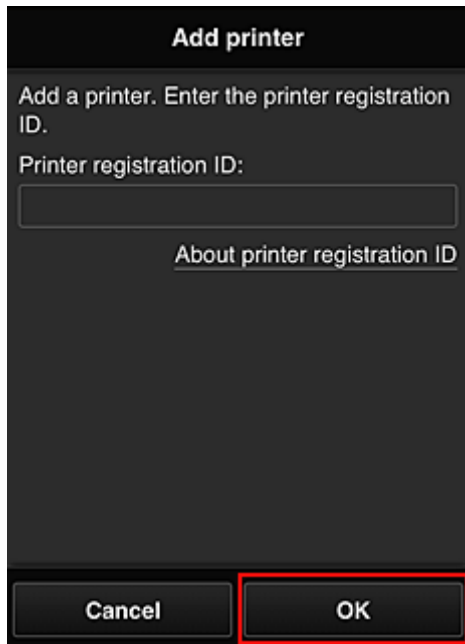 Add printer
Add a printer. Enter the printer registration
ID.
Printer registration ID:
About printer registration ID
Cancel
OK